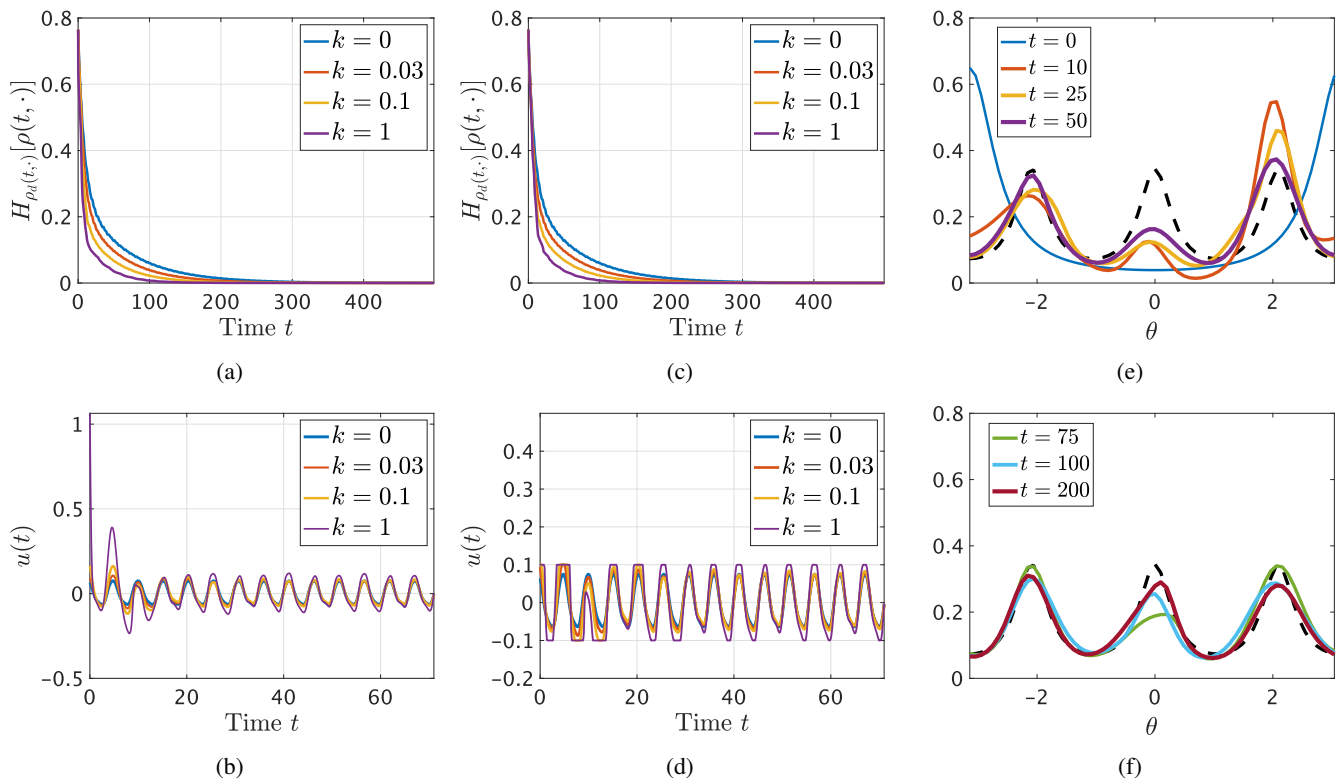 0.8
0.6
0.4
0.2
0
H_{ρ_d(t,·)}[ρ(t,·)]
0 100 200 300 400
Time t
k = 0
k = 0.03
k = 0.1
k = 1
(a)
0.8
0.6
0.4
0.2
0
H_{ρ_d(t,·)}[ρ(t,·)]
0 100 200 300 400
Time t
k = 0
k = 0.03
k = 0.1
k = 1
(c)
0.8
0.6
0.4
0.2
0
-2 0 2
θ
t = 0
t = 10
t = 25
t = 50
(e)
1
0.5
0
-0.5
u(t)
0 20 40 60
Time t
k = 0
k = 0.03
k = 0.1
k = 1
(b)
0.4
0.3
0.2
0.1
0
-0.1
-0.2
u(t)
0 20 40 60
Time t
k = 0
k = 0.03
k = 0.1
k = 1
(d)
0.8
0.6
0.4
0.2
0
-2 0 2
θ
t = 75
t = 100
t = 200
(f)